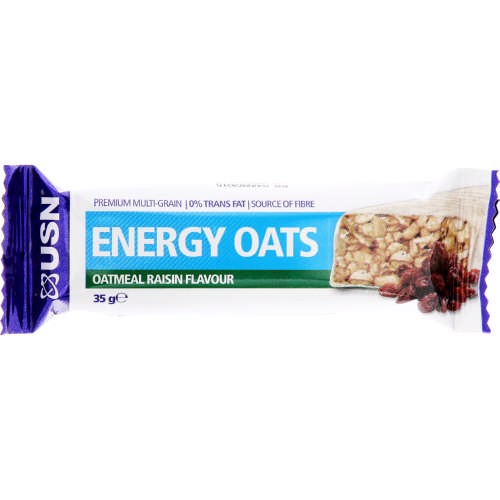 USN
PREMIUM MULTI-GRAIN | 0% TRANS FAT | SOURCE OF FIBRE
ENERGY OATS
OATMEAL RAISIN FLAVOUR
35 g℮